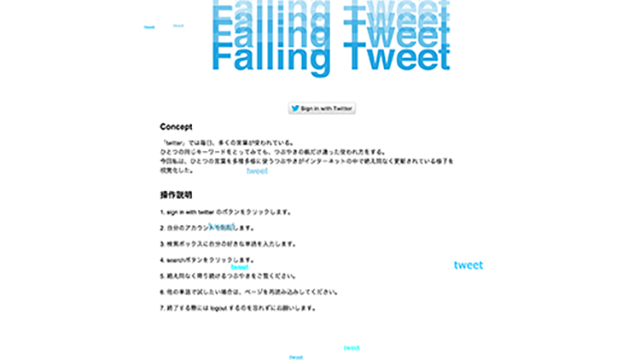 tweet
tweet
Falling Tweet
Falling Tweet
Falling Tweet
Falling Tweet
Sign in with Twitter
Concept
「twitter」では毎日、多くの言葉が使われている。
ひとつの同じキーワードをとってみても、つぶやきの数だけ違った使われ方をする。
今回私は、ひとつの言葉を多種多様に使うつぶやきがインターネットの中で絶え間なく更新されている様子を
視覚化した。
tweet
操作説明
1. sign in with twitter のボタンをクリックします。
2. 自分のアカウントを認証します。
tweet
3. 検索ボックスに自分の好きな単語を入力します。
4. searchボタンをクリックします。
tweet
tweet
5. 絶え間なく降り続けるつぶやきをご覧ください。
6. 他の単語で試したい場合は、ページを再読み込みしてください。
7. 終了する際には logout するのを忘れずにお願いします。
tweet
tweet